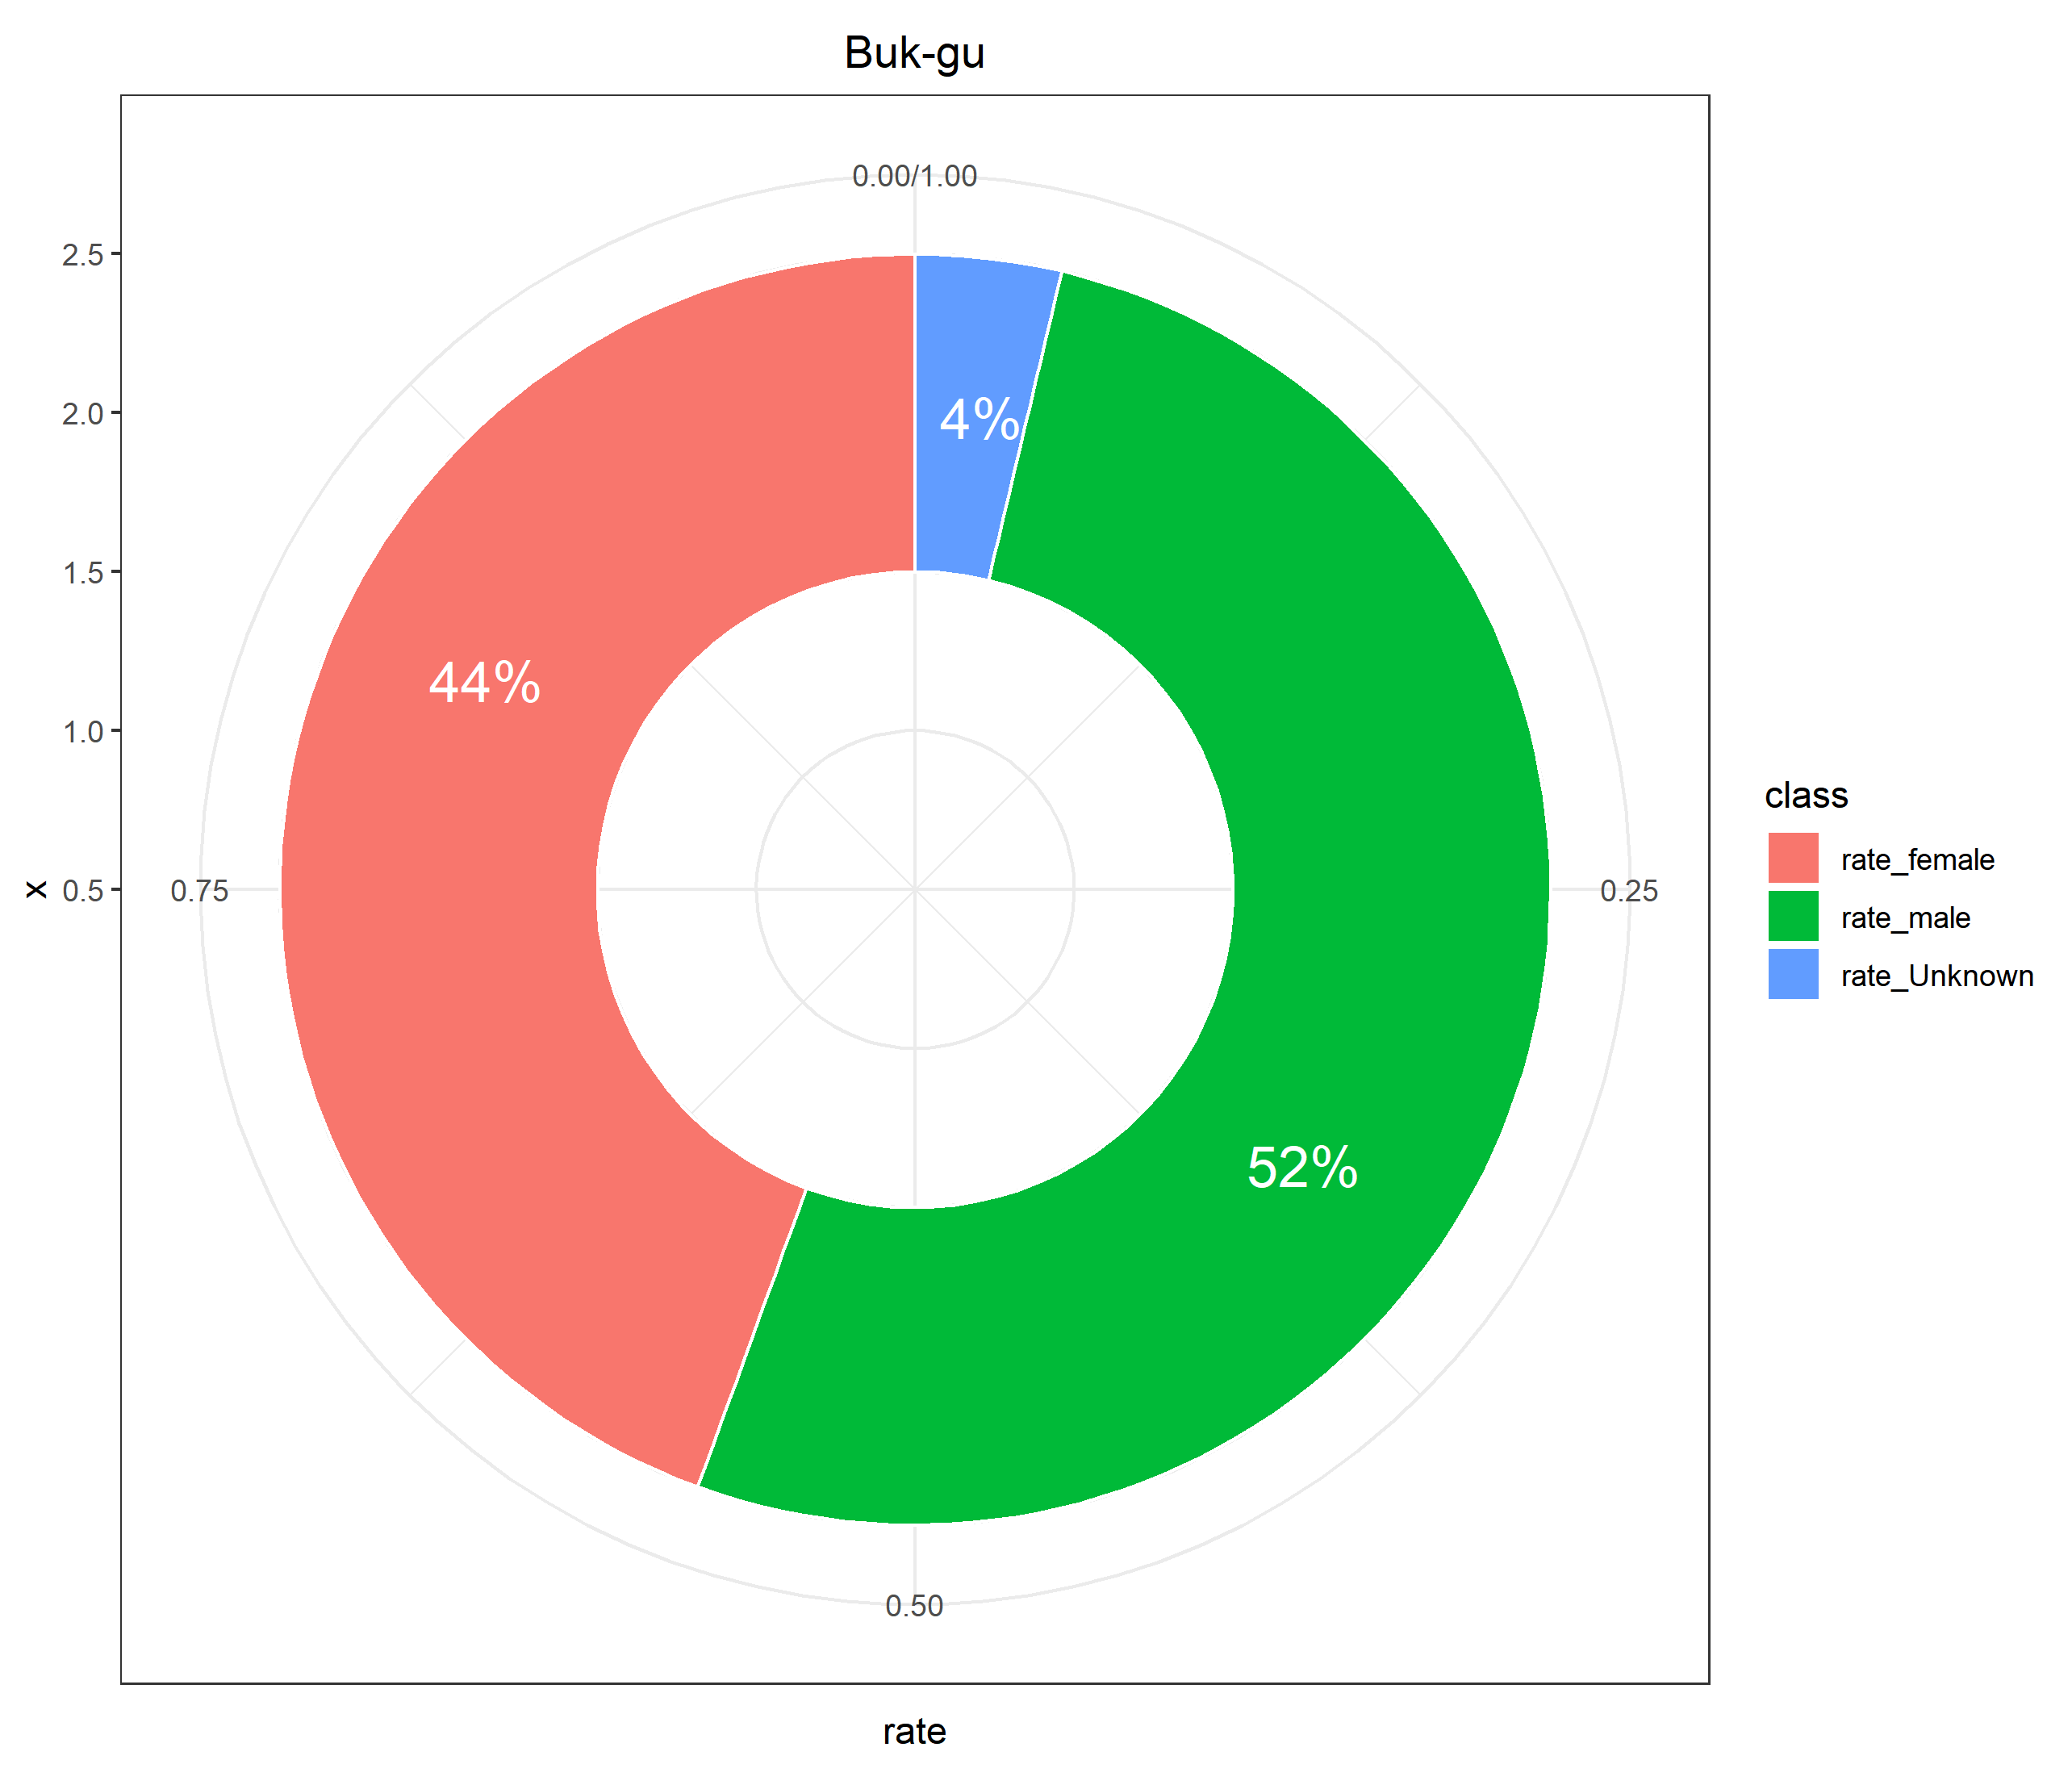 Buk-gu
0.00/1.00
2.5
2.0
4%
1.5
44%
1.0
class
rate_female
x
0.5
0.75
0.25
rate_male
rate_Unknown
52%
0.50
rate